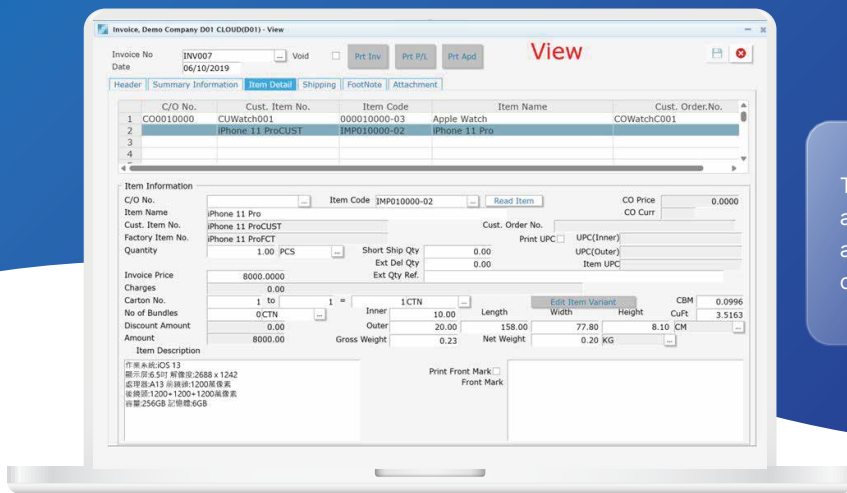 Invoice, Demo Company D01 CLOUD(D01) - View
Invoice No INV007 ... Void Prt Inv Prt P/L Prt Apd View
Date 06/10/2019
Header Summary Information Item Detail Shipping FootNote Attachment
C/O No. Cust. Item No. Item Code Item Name Cust. Order.No.
1 CO0010000 CUWatch001 000010000-03 Apple Watch COWatchC001
2 iPhone 11 ProCUST IMP010000-02 iPhone 11 Pro
3
4
Item Information
C/O No. ... Item Code IMP010000-02 ... Read Item CO Price 0.0000
Item Name iPhone 11 Pro CO Curr
Cust. Item No. iPhone 11 ProCUST Cust. Order No.
Factory Item No. iPhone 11 ProFCT Print UPC UPC(Inner)
Quantity 1.00 PCS ... Short Ship Qty 0.00 UPC(Outer)
Ext Del Qty 0.00 Item UPC
Invoice Price 8000.0000 Ext Qty Ref.
Charges 0.00
Carton No. 1 to 1 = 1 CTN ... Edit Item Variant CBM 0.0996
No of Bundles 0 CTN ... Inner 10.00 Length Width Height CuFt 3.5163
Discount Amount 0.00 Outer 20.00 158.00 77.80 8.10 CM ...
Amount 8000.00 Gross Weight 0.23 Net Weight 0.20 KG ...
Item Description
作業系統:iOS 13
顯示屏:6.5吋 解像度:2688 x 1242
處理器:A13 前鏡頭:1200萬像素
後鏡頭:1200+1200+1200萬像素
容量:256GB 記憶體:6GB
Print Front Mark
Front Mark